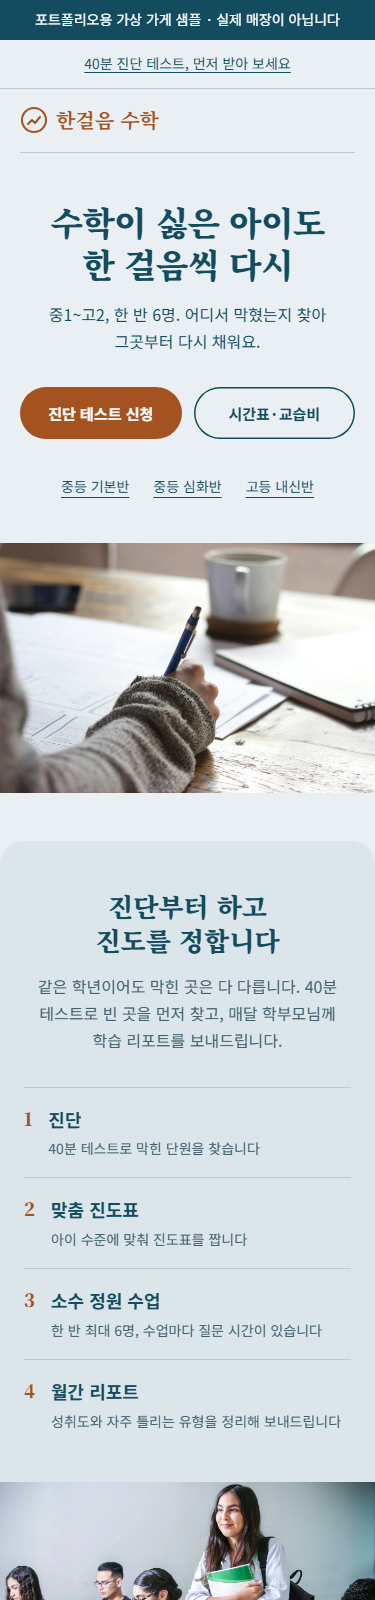 포트폴리오용 가상 가게 샘플 · 실제 매장이 아닙니다
40분 진단 테스트, 먼저 받아 보세요
한걸음 수학
수학이 싫은 아이도
한 걸음씩 다시
중1~고2, 한 반 6명. 어디서 막혔는지 찾아
그곳부터 다시 채워요.
진단 테스트 신청
시간표·교습비
중등 기본반
중등 심화반
고등 내신반
진단부터 하고
진도를 정합니다
같은 학년이어도 막힌 곳은 다 다릅니다. 40분
테스트로 빈 곳을 먼저 찾고, 매달 학부모님께
학습 리포트를 보내드립니다.
1 진단
40분 테스트로 막힌 단원을 찾습니다
2 맞춤 진도표
아이 수준에 맞춰 진도표를 짭니다
3 소수 정원 수업
한 반 최대 6명, 수업마다 질문 시간이 있습니다
4 월간 리포트
성취도와 자주 틀리는 유형을 정리해 보내드립니다